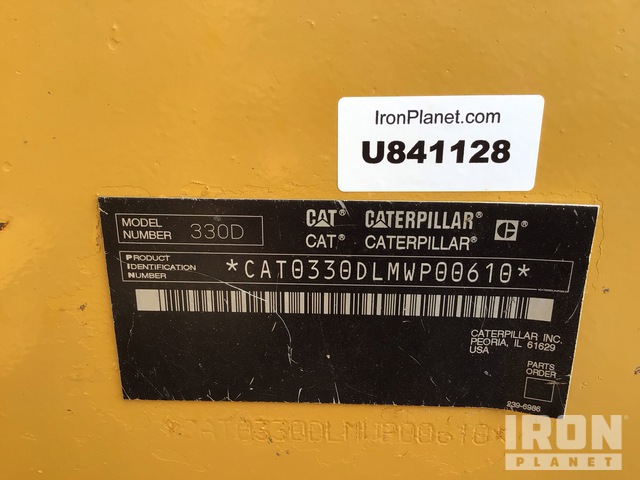 IronPlanet.com
U841128
MODEL NUMBER 330D
CAT® CATERPILLAR® C®
CAT® CATERPILLAR®
PRODUCT IDENTIFICATION NUMBER *CAT0330DLMWP00610*
CATERPILLAR INC.
PEORIA, IL 61629
USA
PARTS
ORDER
239-6986
*CAT0330DLMWP00610*
IRON
PLANET